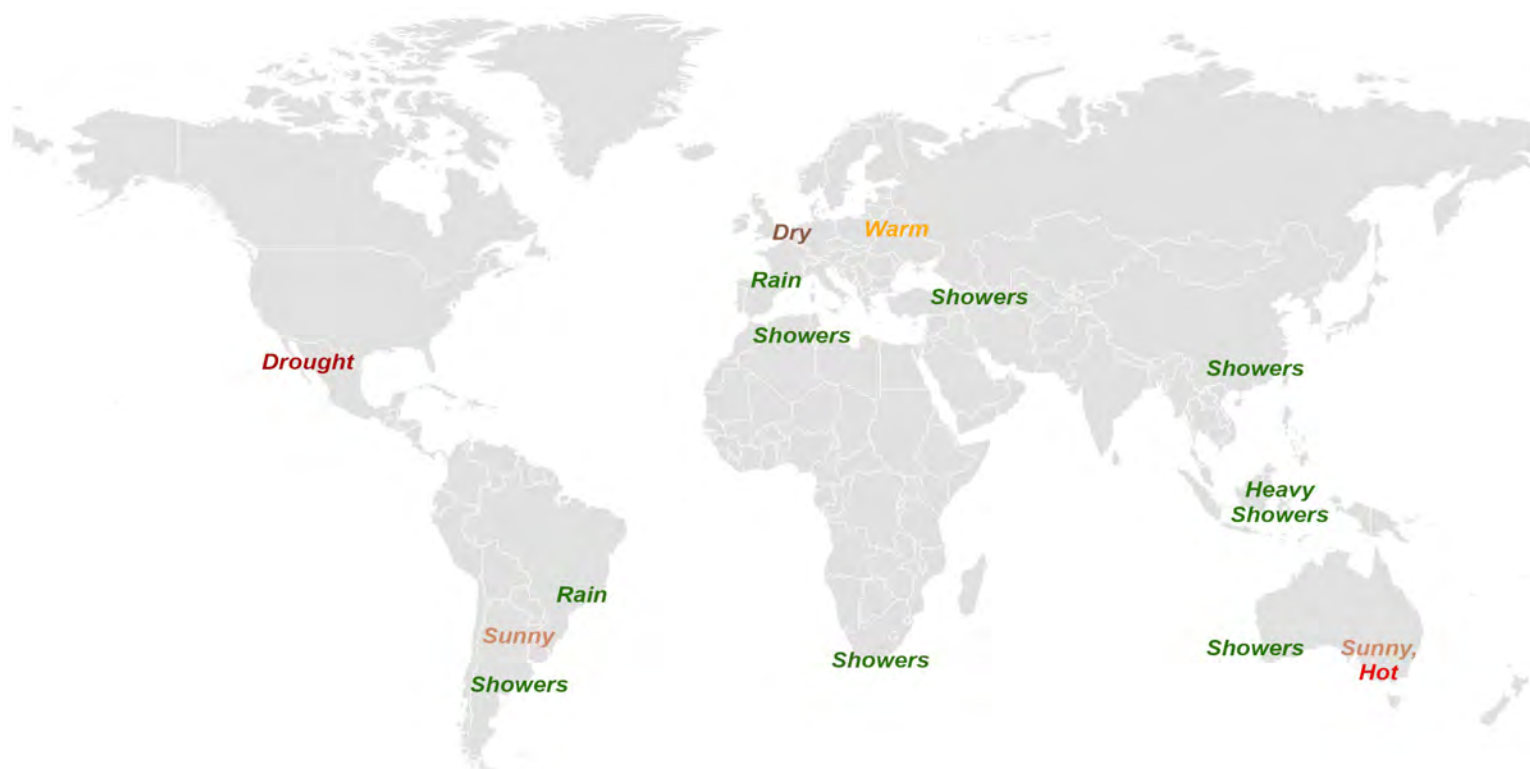 Dry
Warm
Rain
Showers
Showers
Drought
Showers
Heavy
Showers
Rain
Sunny
Showers
Showers
Showers
Sunny,
Hot